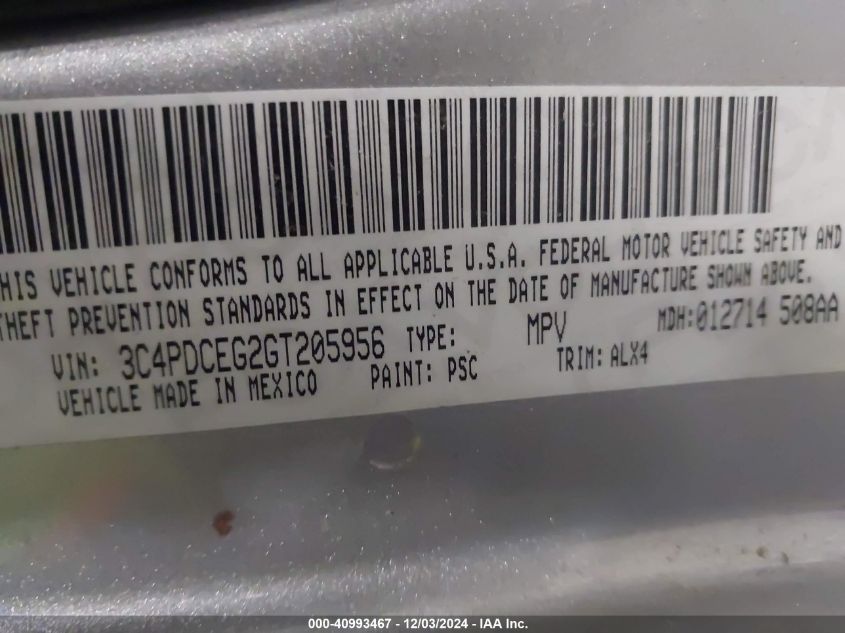 HIS VEHICLE CONFORMS TO ALL APPLICABLE U.S.A. FEDERAL MOTOR VEHICLE SAFETY AND
THEFT PREVENTION STANDARDS IN EFFECT ON THE DATE OF MANUFACTURE SHOWN ABOVE.
VIN: 3C4PDCEG2GT205956 TYPE: MPV MDH:012714 508AA
VEHICLE MADE IN MEXICO PAINT: PSC TRIM: ALX4
000-40993467 - 12/03/2024 - IAA Inc.